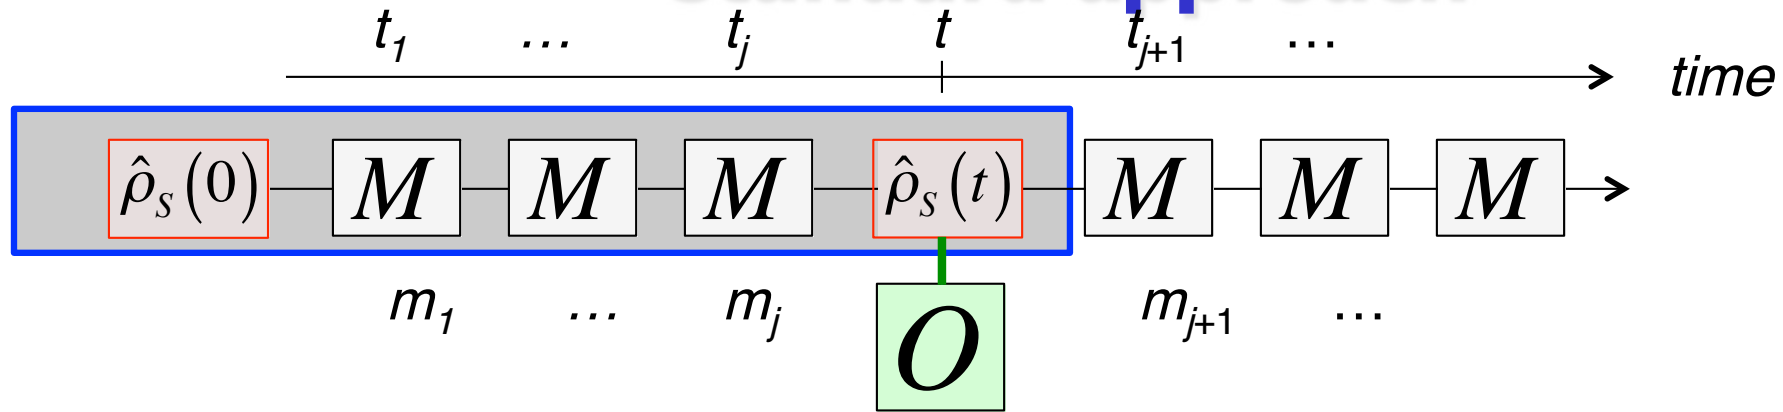 t₁ … tⱼ t tⱼ₊₁ …
time
ρ̂ₛ(0) M M M ρ̂ₛ(t) M M M
m₁ … mⱼ mⱼ₊₁ …
O